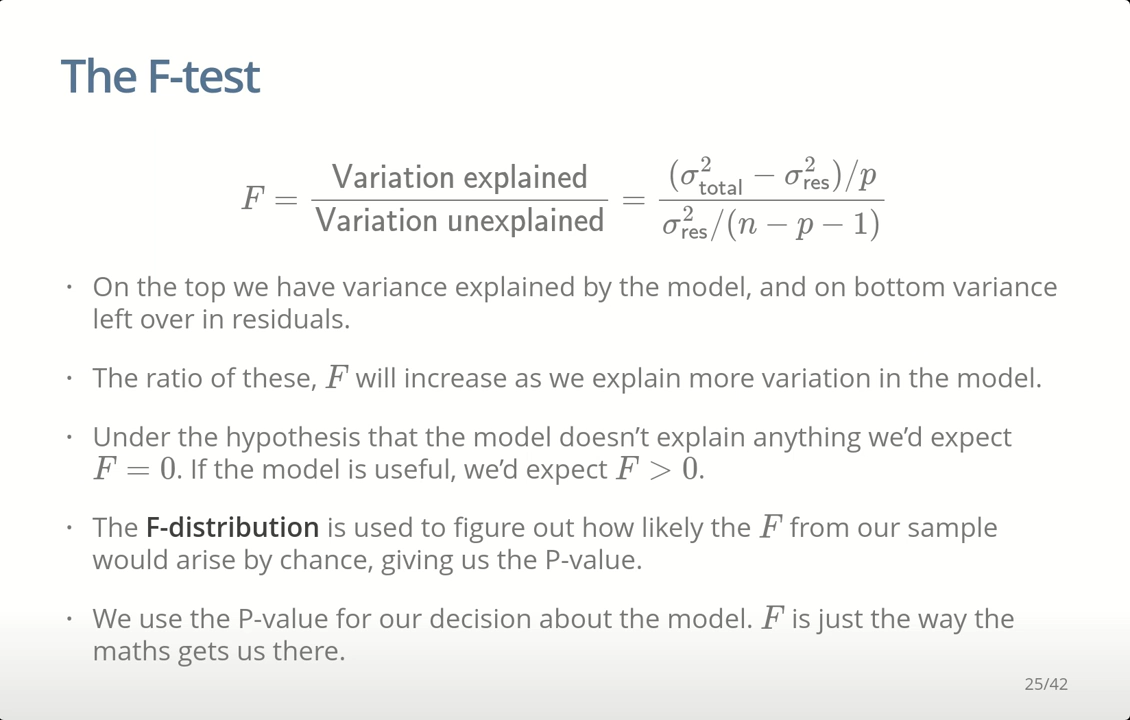 The F-test
F = Variation explained / Variation unexplained = (σ²_total − σ²_res)/p / σ²_res/(n − p − 1)
· On the top we have variance explained by the model, and on bottom variance
left over in residuals.
· The ratio of these, F will increase as we explain more variation in the model.
· Under the hypothesis that the model doesn’t explain anything we’d expect
F = 0. If the model is useful, we’d expect F > 0.
· The F-distribution is used to figure out how likely the F from our sample
would arise by chance, giving us the P-value.
· We use the P-value for our decision about the model. F is just the way the
maths gets us there.
25/42